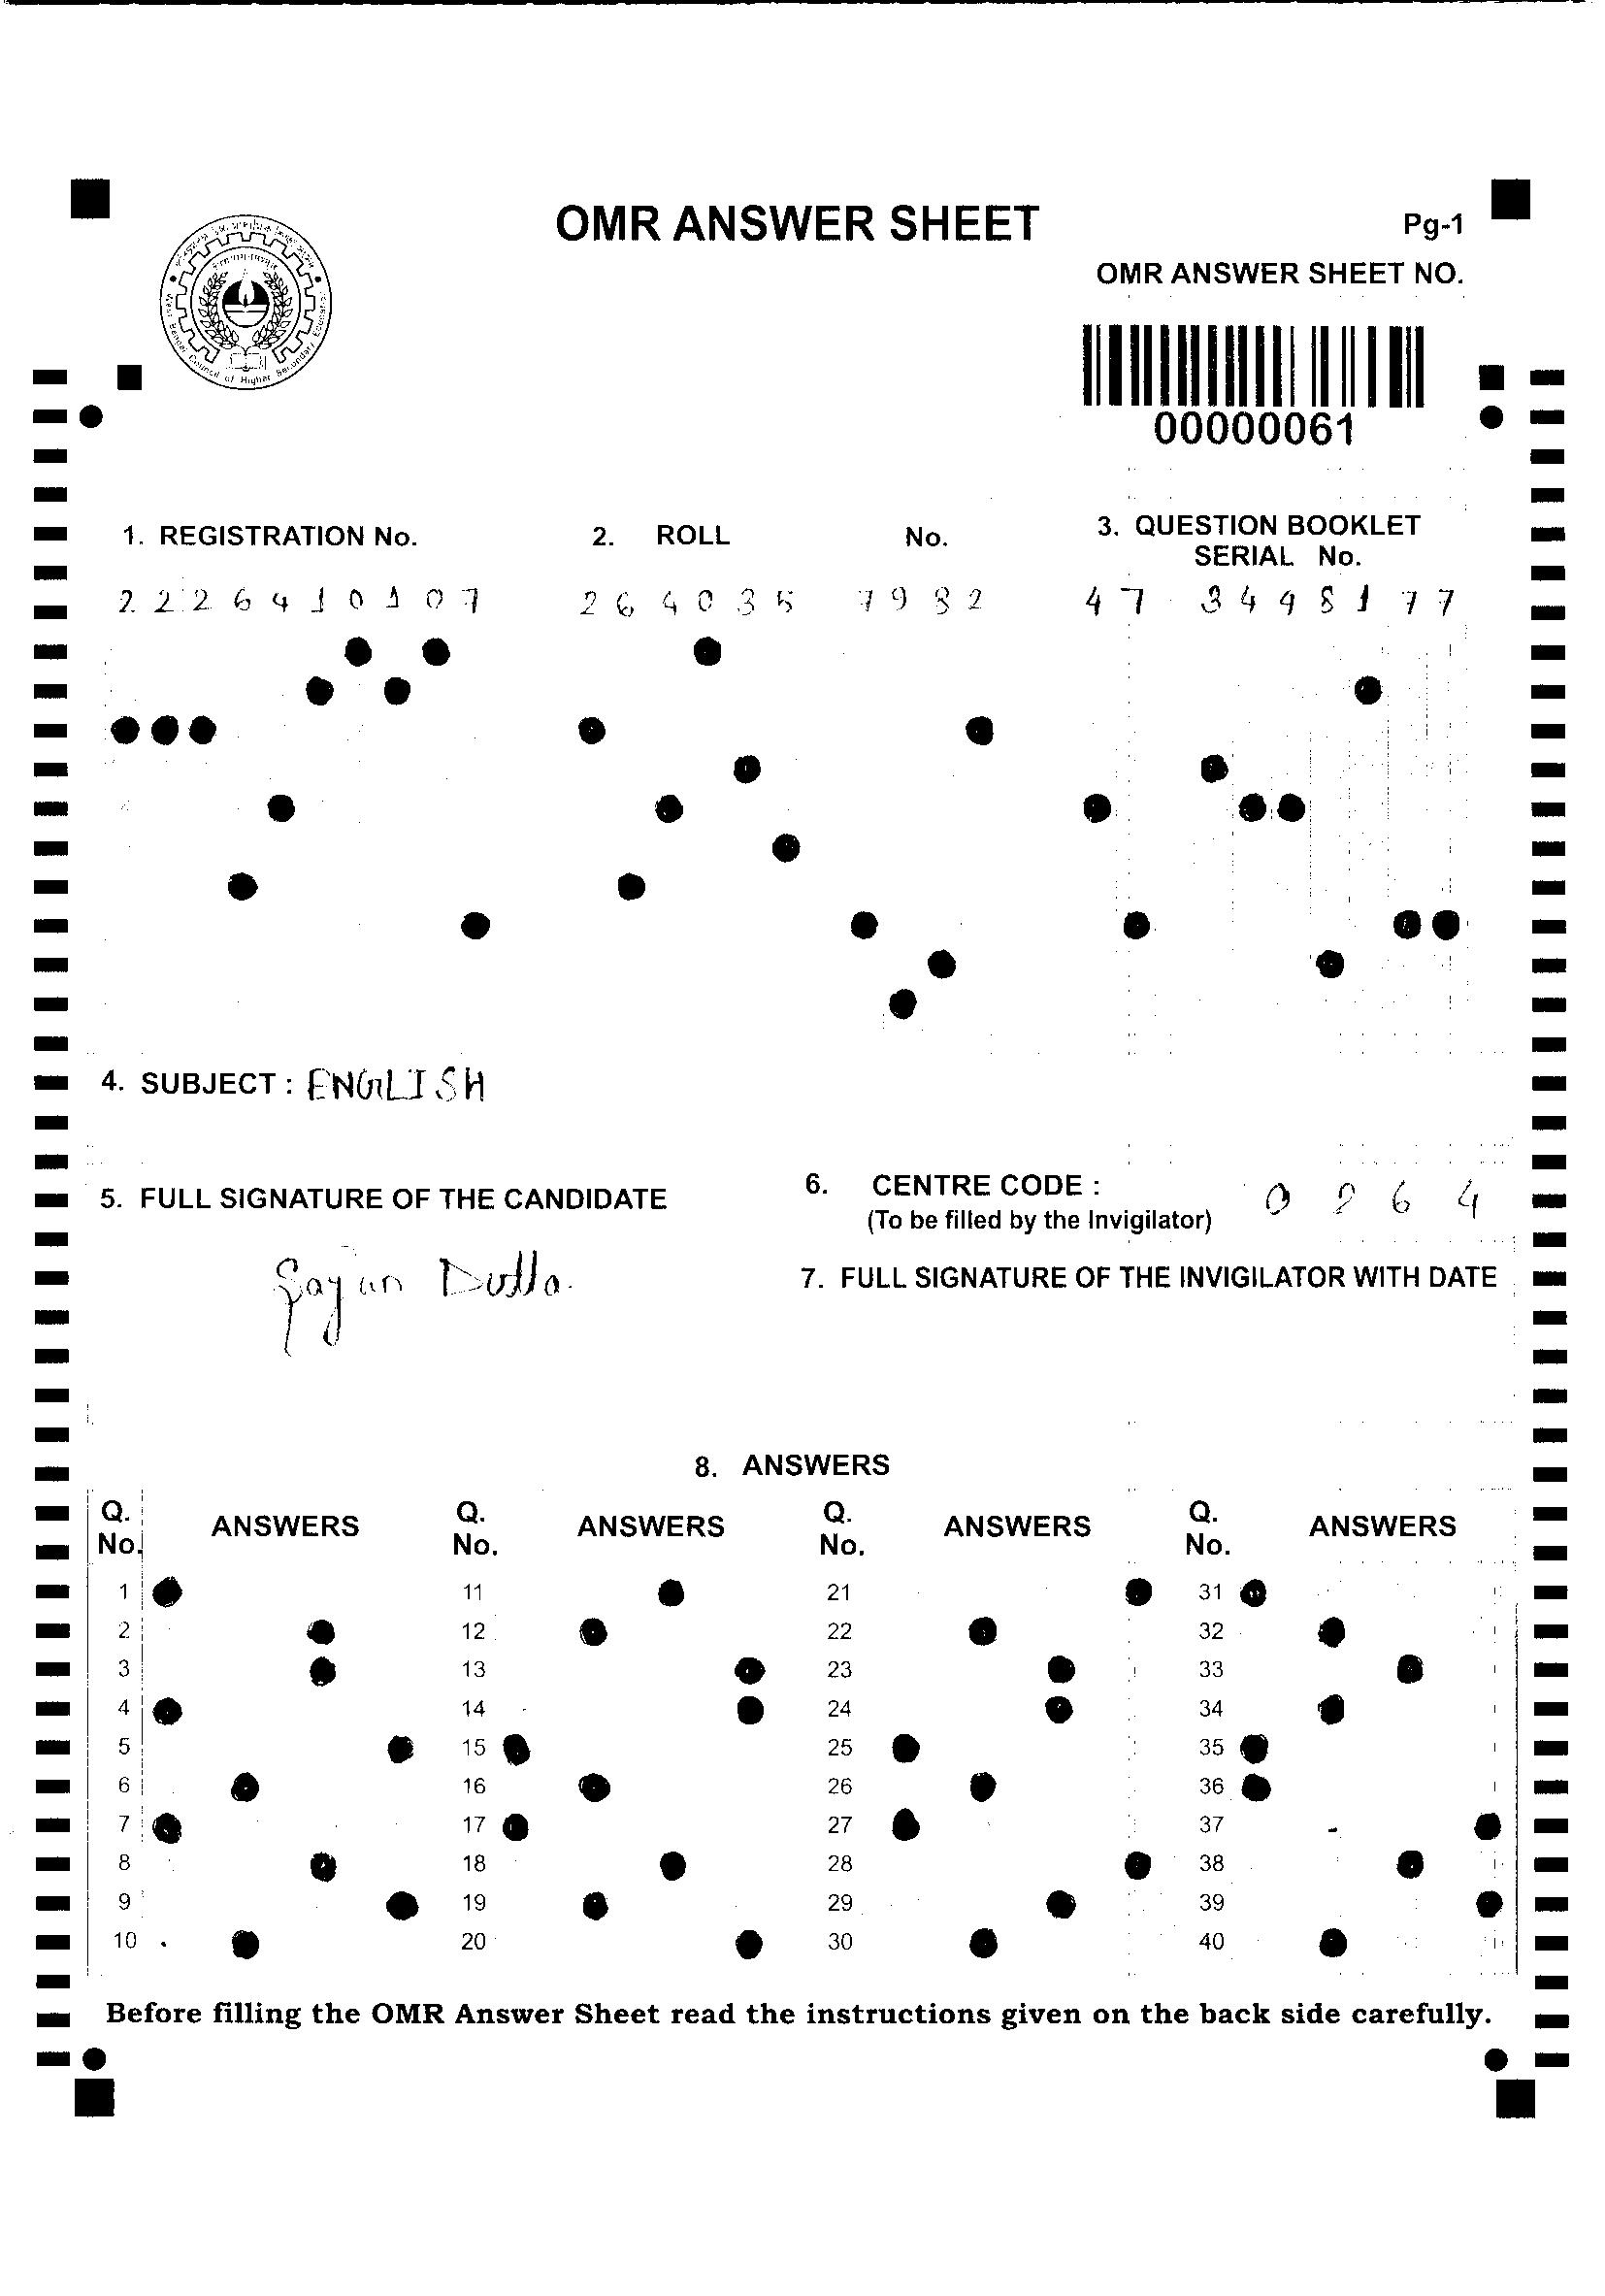 OMR ANSWER SHEET
Pg-1
OMR ANSWER SHEET NO.
00000061
West Bengal Council of Higher Secondary Education
1. REGISTRATION No.
2. ROLL No.
3. QUESTION BOOKLET
SERIAL No.
2 2 2 6 4 1 0 1 0 7
2 6 4 0 3 5 7 9 8 2
4 7 3 4 4 8 1 7 7
4. SUBJECT : ENGLISH
5. FULL SIGNATURE OF THE CANDIDATE
6. CENTRE CODE : 0 2 6 4
(To be filled by the Invigilator)
Sayan Dutta.
7. FULL SIGNATURE OF THE INVIGILATOR WITH DATE
8. ANSWERS
Q. No. ANSWERS Q. No. ANSWERS Q. No. ANSWERS Q. No. ANSWERS
1 11 21 31
2 12 22 32
3 13 23 33
4 14 24 34
5 15 25 35
6 16 26 36
7 17 27 37
8 18 28 38
9 19 29 39
10 20 30 40
Before filling the OMR Answer Sheet read the instructions given on the back side carefully.